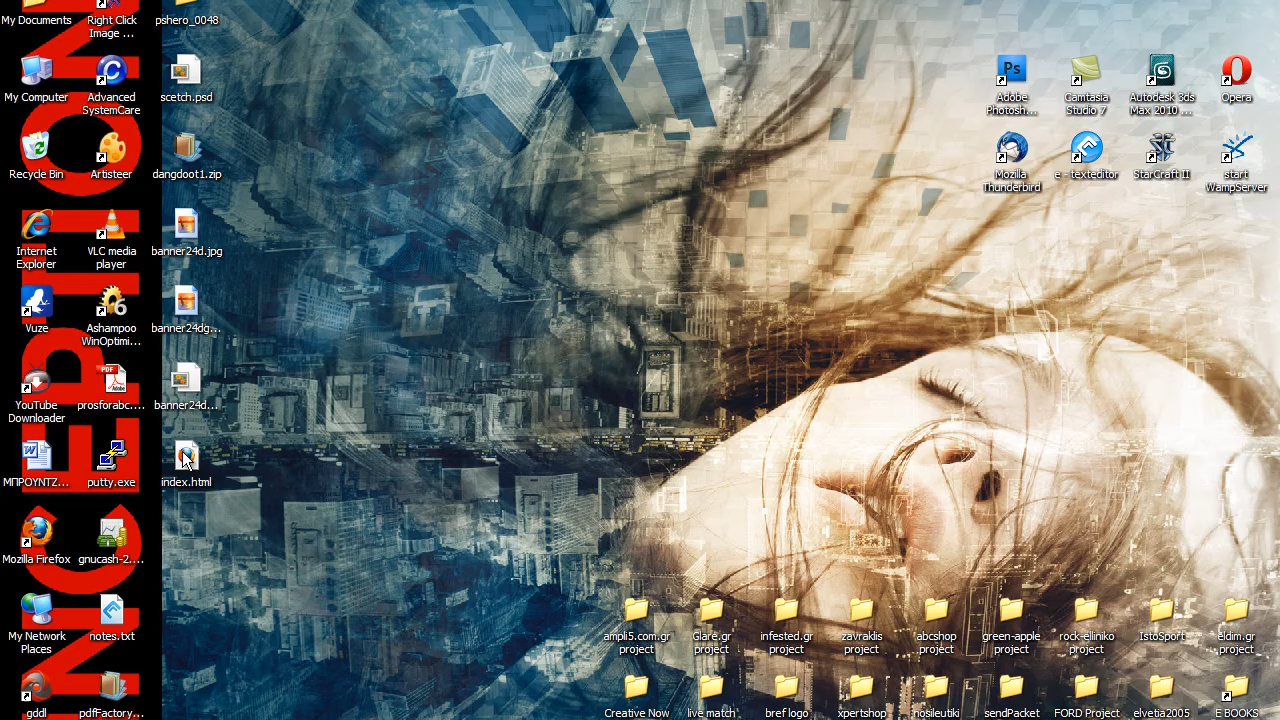 My Documents
Right Click
Image ...
pshero_0048
My Computer
Advanced
SystemCare
scetch.psd
Recycle Bin
Artisteer
dangdoot1.zip
Internet
Explorer
VLC media
player
banner24d.jpg
Vuze
Ashampoo
WinOptimi...
banner24dg...
YouTube
Downloader
PDF
Adobe
prosforabc....
banner24d...
ΜΠΡΟΥΝΤΖ...
putty.exe
index.html
Mozilla Firefox
gnucash-2....
My Network
Places
notes.txt
gddl
pdfFactory...
Ps
Adobe
Photosh...
Camtasia
Studio 7
Autodesk 3ds
Max 2010 ...
Opera
Mozilla
Thunderbird
e - texteditor
StarCraft II
start
WampServer
ampli5.com.gr
project
Glare.gr
project
infested.gr
project
zavraklis
project
abcshop
project
green-apple
project
rock-elliniko
project
IstoSport
eldim.gr
project
Creative Now
live match
bref logo
xpertshop
nosileutiki
sendPacket
FORD Project
elvetia2005
E BOOKS